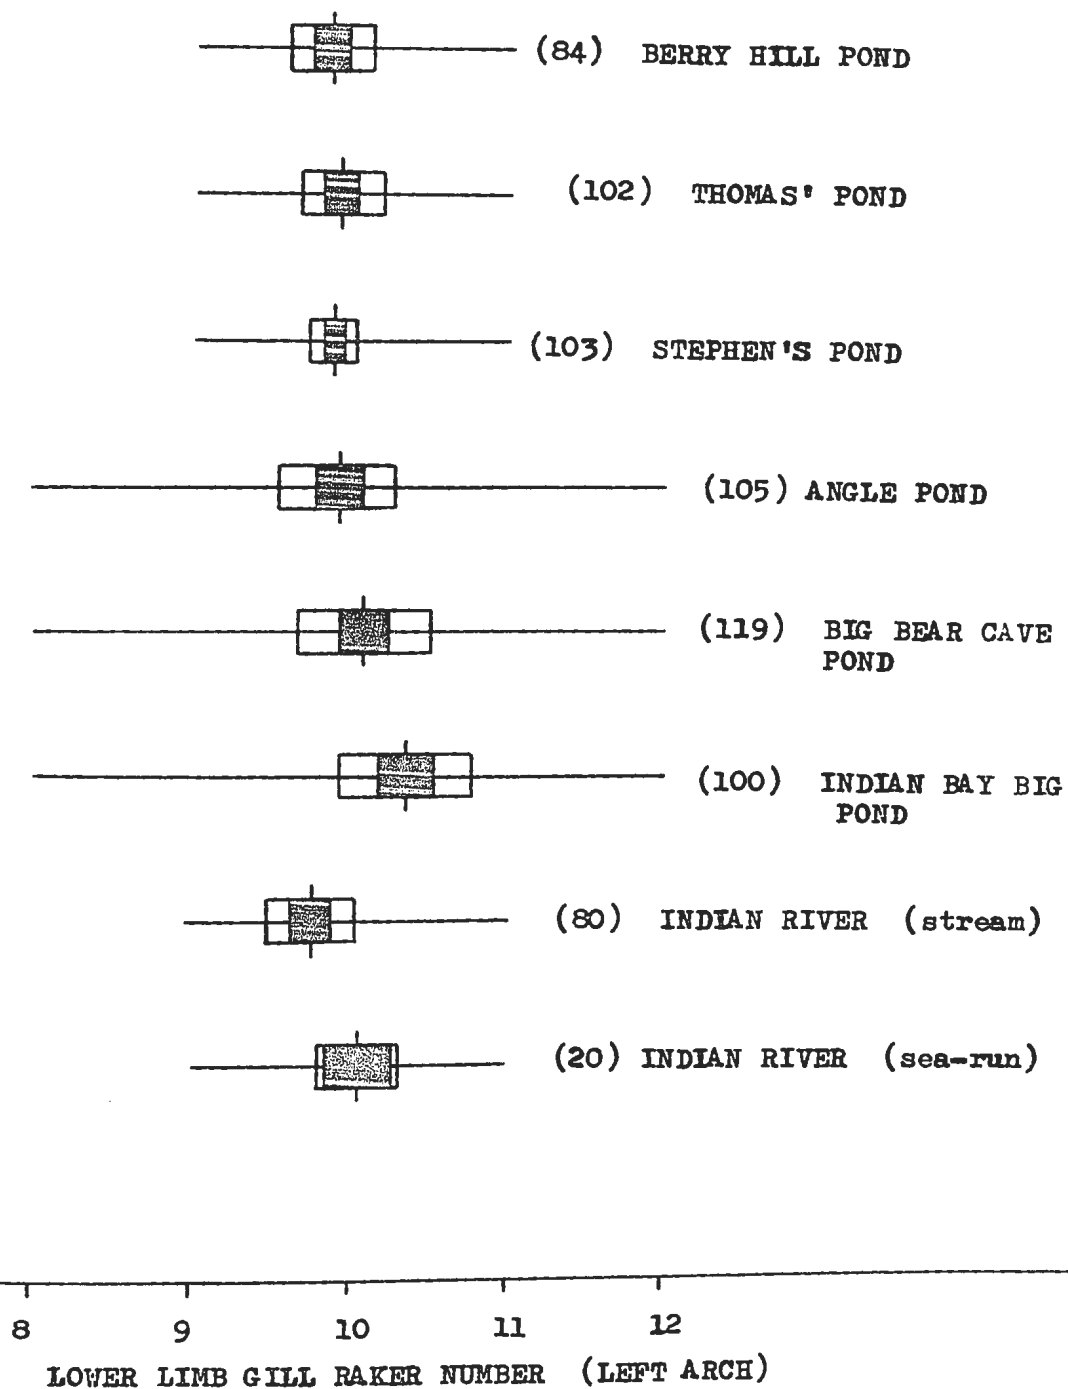 (84) BERRY HILL POND
(102) THOMAS' POND
(103) STEPHEN'S POND
(105) ANGLE POND
(119) BIG BEAR CAVE
POND
(100) INDIAN BAY BIG
POND
(80) INDIAN RIVER (stream)
(20) INDIAN RIVER (sea-run)
8 9 10 11 12
LOWER LIMB GILL RAKER NUMBER (LEFT ARCH)